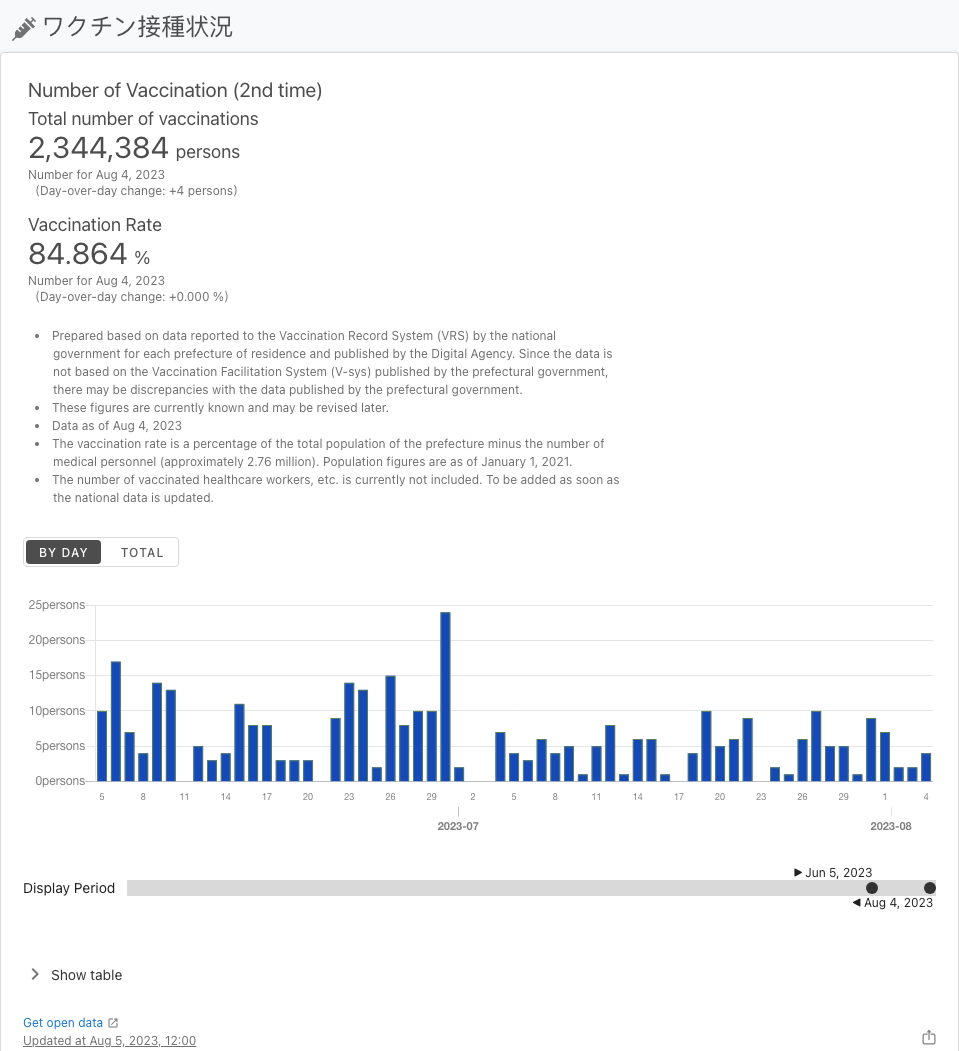 ワクチン接種状況
Number of Vaccination (2nd time)
Total number of vaccinations
2,344,384 persons
Number for Aug 4, 2023
(Day-over-day change: +4 persons)
Vaccination Rate
84.864 %
Number for Aug 4, 2023
(Day-over-day change: +0.000 %)
• Prepared based on data reported to the Vaccination Record System (VRS) by the national
government for each prefecture of residence and published by the Digital Agency. Since the data is
not based on the Vaccination Facilitation System (V-sys) published by the prefectural government,
there may be discrepancies with the data published by the prefectural government.
• These figures are currently known and may be revised later.
• Data as of Aug 4, 2023
• The vaccination rate is a percentage of the total population of the prefecture minus the number of
medical personnel (approximately 2.76 million). Population figures are as of January 1, 2021.
• The number of vaccinated healthcare workers, etc. is currently not included. To be added as soon as
the national data is updated.
BY DAY TOTAL
25persons
20persons
15persons
10persons
5persons
0persons
5 8 11 14 17 20 23 26 29 2 5 8 11 14 17 20 23 26 29 1 4
2023-07 2023-08
Jun 5, 2023
Display Period
Aug 4, 2023
Show table
Get open data
Updated at Aug 5, 2023, 12:00